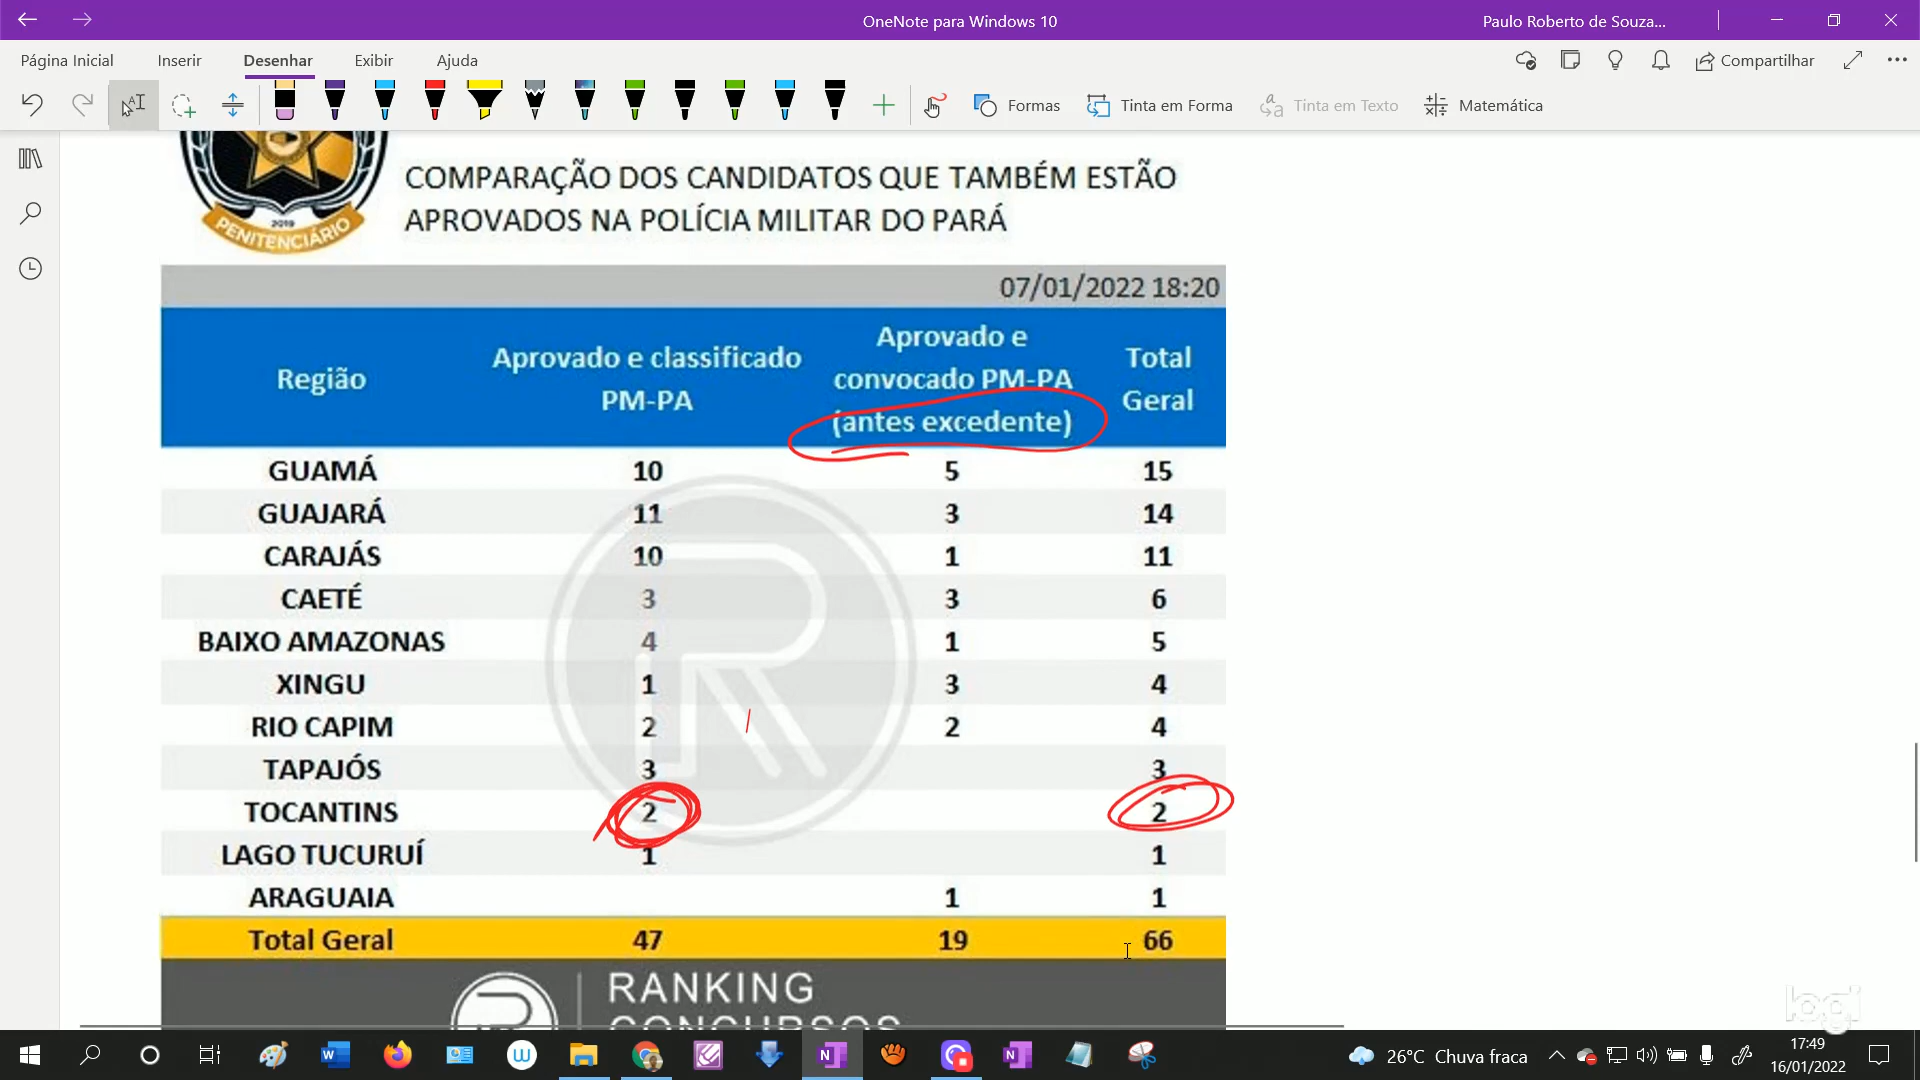 OneNote para Windows 10
Paulo Roberto de Souza...
Página Inicial Inserir Desenhar Exibir Ajuda
Compartilhar
Formas Tinta em Forma Tinta em Texto Matemática
2019
PENITENCIÁRIO
COMPARAÇÃO DOS CANDIDATOS QUE TAMBÉM ESTÃO
APROVADOS NA POLÍCIA MILITAR DO PARÁ
07/01/2022 18:20
Região
Aprovado e classificado
PM-PA
Aprovado e
convocado PM-PA
(antes excedente)
Total
Geral
GUAMÁ 10 5 15
GUAJARÁ 11 3 14
CARAJÁS 10 1 11
CAETÉ 3 3 6
BAIXO AMAZONAS 4 1 5
XINGU 1 3 4
RIO CAPIM 2 2 4
TAPAJÓS 3 3
TOCANTINS 2 2
LAGO TUCURUÍ 1 1
ARAGUAIA 1 1
Total Geral 47 19 66
RANKING
CONCURSOS
logi
26°C Chuva fraca
17:49
16/01/2022